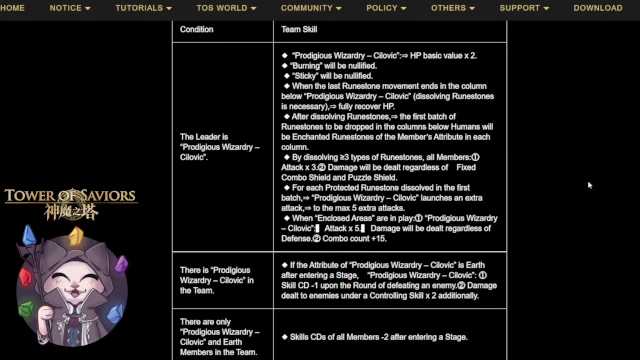 HOME NOTICE TUTORIALS TOS WORLD COMMUNITY POLICY OTHERS SUPPORT DOWNLOAD
Condition Team Skill
The Leader is
"Prodigious Wizardry –
Cilovic".
◆ "Prodigious Wizardry – Cilovic":⇒ HP basic value x 2.
◆ "Burning" will be nullified.
◆ "Sticky" will be nullified.
◆ When the last Runestone movement ends in the column
below "Prodigious Wizardry – Cilovic" (dissolving Runestones
is necessary),⇒ fully recover HP.
◆ After dissolving Runestones,⇒ the first batch of
Runestones to be dropped in the columns below Humans will
be Enchanted Runestones of the Member's Attribute in each
column.
◆ By dissolving ≥3 types of Runestones, all Members:①
Attack x 3.② Damage will be dealt regardless of Fixed
Combo Shield and Puzzle Shield.
◆ For each Protected Runestone dissolved in the first
batch,⇒ "Prodigious Wizardry – Cilovic" launches an extra
attack,⇒ to the max 5 extra attacks.
◆ When "Enclosed Areas" are in play:① "Prodigious
Wizardry – Cilovic":▌ Attack x 5.▌ Damage will be dealt regardless of
Defense.② Combo count +15.
There is "Prodigious
Wizardry – Cilovic" in
the Team.
◆ If the Attribute of "Prodigious Wizardry – Cilovic" is Earth
after entering a Stage, "Prodigious Wizardry – Cilovic": ①
Skill CD -1 upon the Round of defeating an enemy.② Damage
dealt to enemies under a Controlling Skill x 2 additionally.
There are only
"Prodigious Wizardry –
Cilovic" and Earth
Members in the Team.
◆ Skills CDs of all Members -2 after entering a Stage.
TOWER OF SAVIORS
神魔之塔